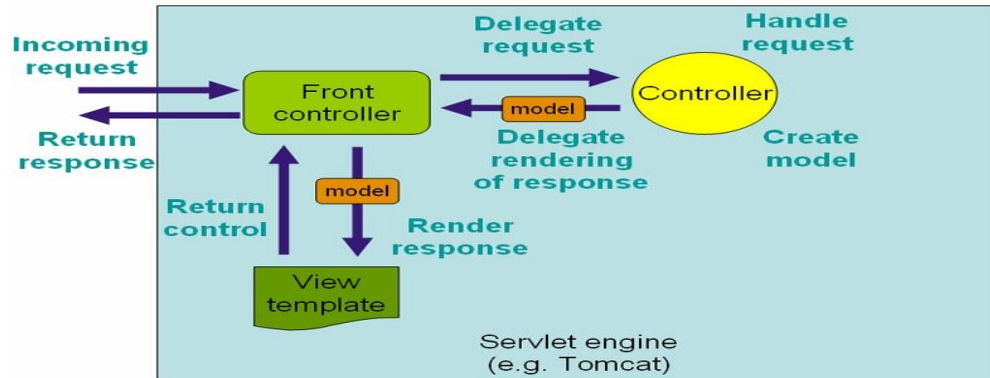 Incoming
request
Return
response
Front
controller
Delegate
request
model
Delegate
rendering
of response
Handle
request
Controller
Create
model
model
Return
control
Render
response
View
template
Servlet engine
(e.g. Tomcat)